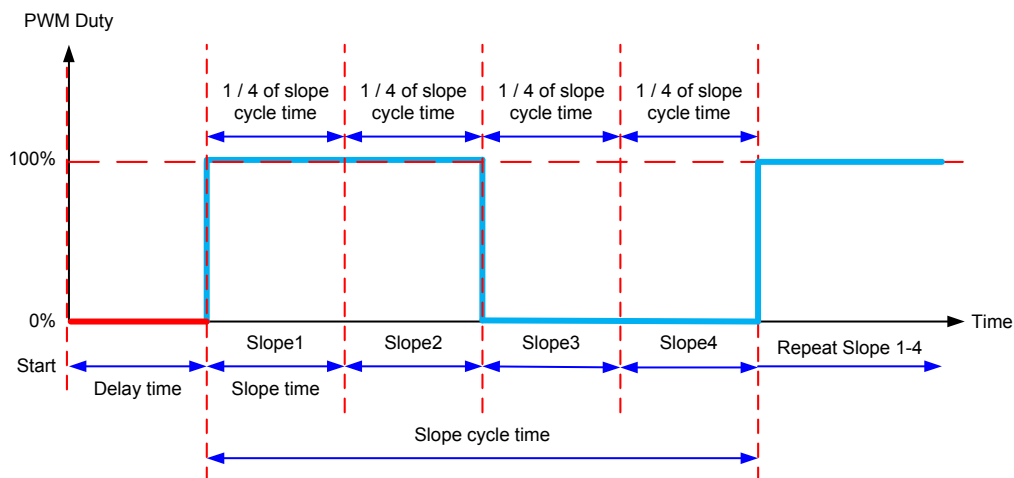 PWM Duty
1 / 4 of slope
cycle time
1 / 4 of slope
cycle time
1 / 4 of slope
cycle time
1 / 4 of slope
cycle time
100%
0%
Time
Slope1
Slope2
Slope3
Slope4
Repeat Slope 1-4
Start
Delay time
Slope time
Slope cycle time